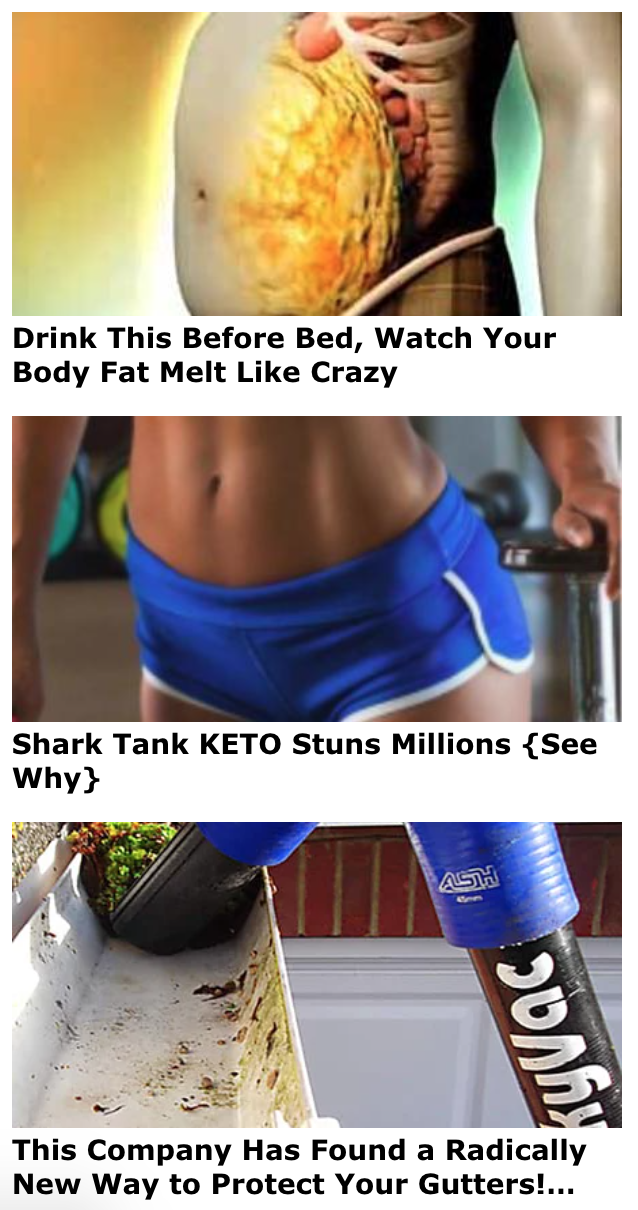 Drink This Before Bed, Watch Your
Body Fat Melt Like Crazy
Shark Tank KETO Stuns Millions {See
Why}
ASH
45mm
kyvac
This Company Has Found a Radically
New Way to Protect Your Gutters!...